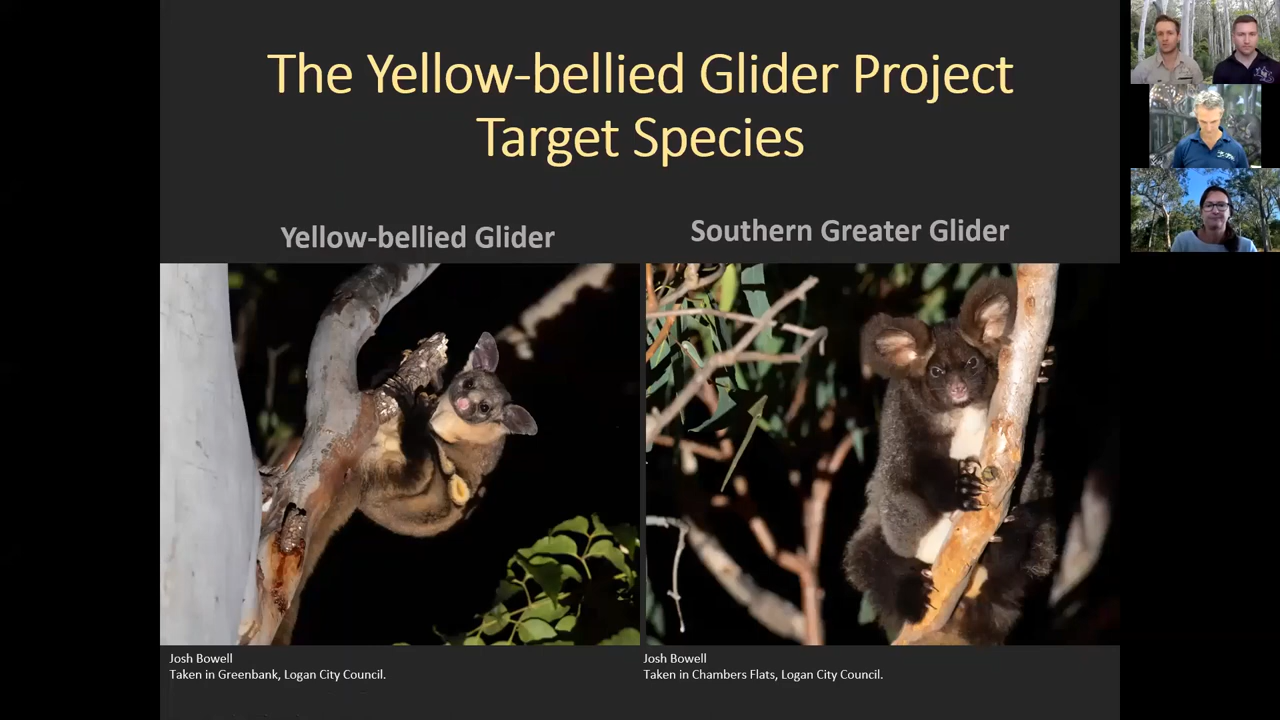 The Yellow-bellied Glider Project
Target Species
Yellow-bellied Glider
Southern Greater Glider
Josh Bowell
Taken in Greenbank, Logan City Council.
Josh Bowell
Taken in Chambers Flats, Logan City Council.